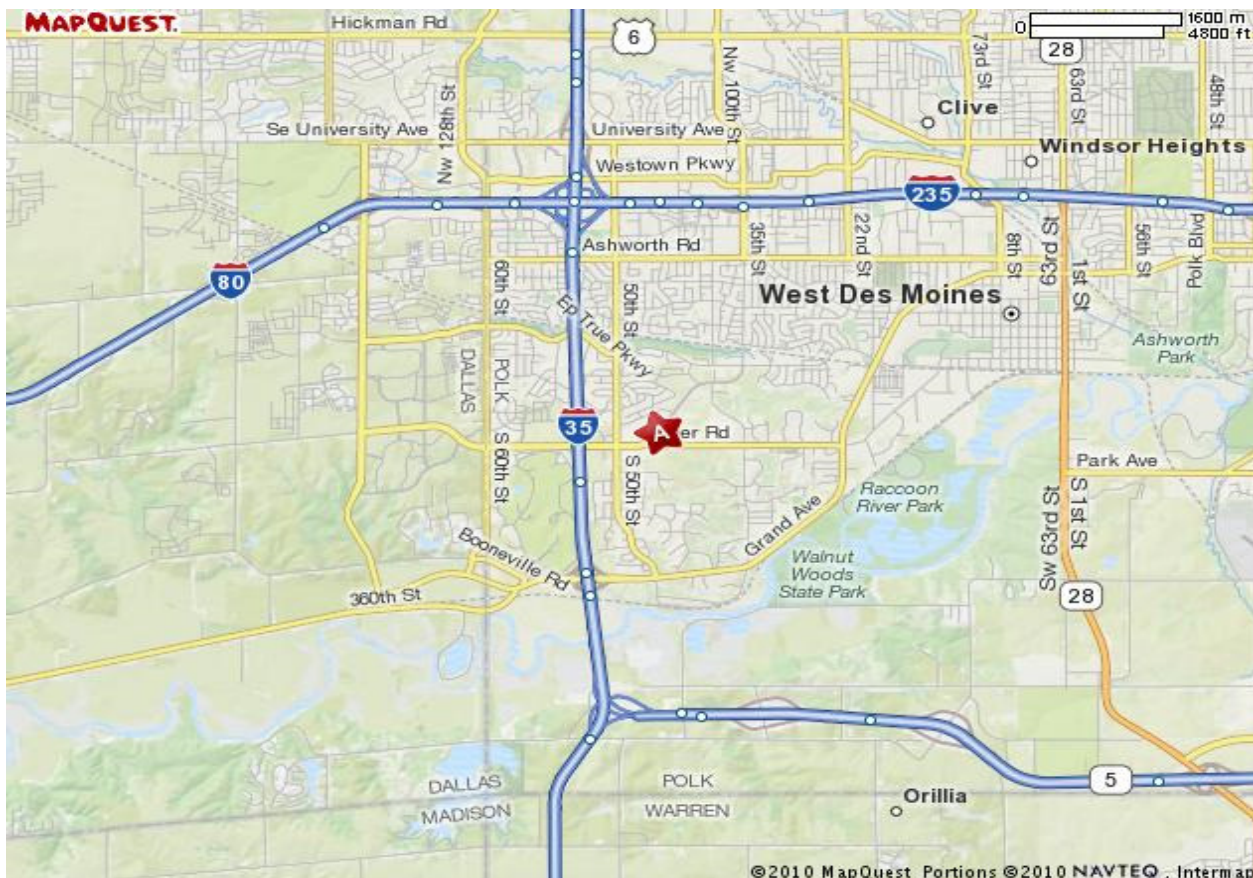 MAPQUEST.
Hickman Rd
6
0
1600 m
4800 ft
28
73rd St
63rd St
48th St
Nw 100th St
Nw 128th St
Clive
Se University Ave
University Ave
Windsor Heights
Westown Pkwy
235
Ashworth Rd
35th St
22nd St
8th St
63rd St
1st St
56th St
Polk Blvd
80
60th St
50th St
West Des Moines
Ep True Pkwy
Ashworth
Park
DALLAS
POLK
35
A
er Rd
S 60th St
S 50th St
Park Ave
Raccoon
River Park
Grand Ave
Sw 63rd St
S 1st St
Booneville Rd
Walnut
Woods
State Park
360th St
28
DALLAS
POLK
5
MADISON
WARREN
Orillia
©2010 MapQuest Portions ©2010 NAVTEQ , Intermap